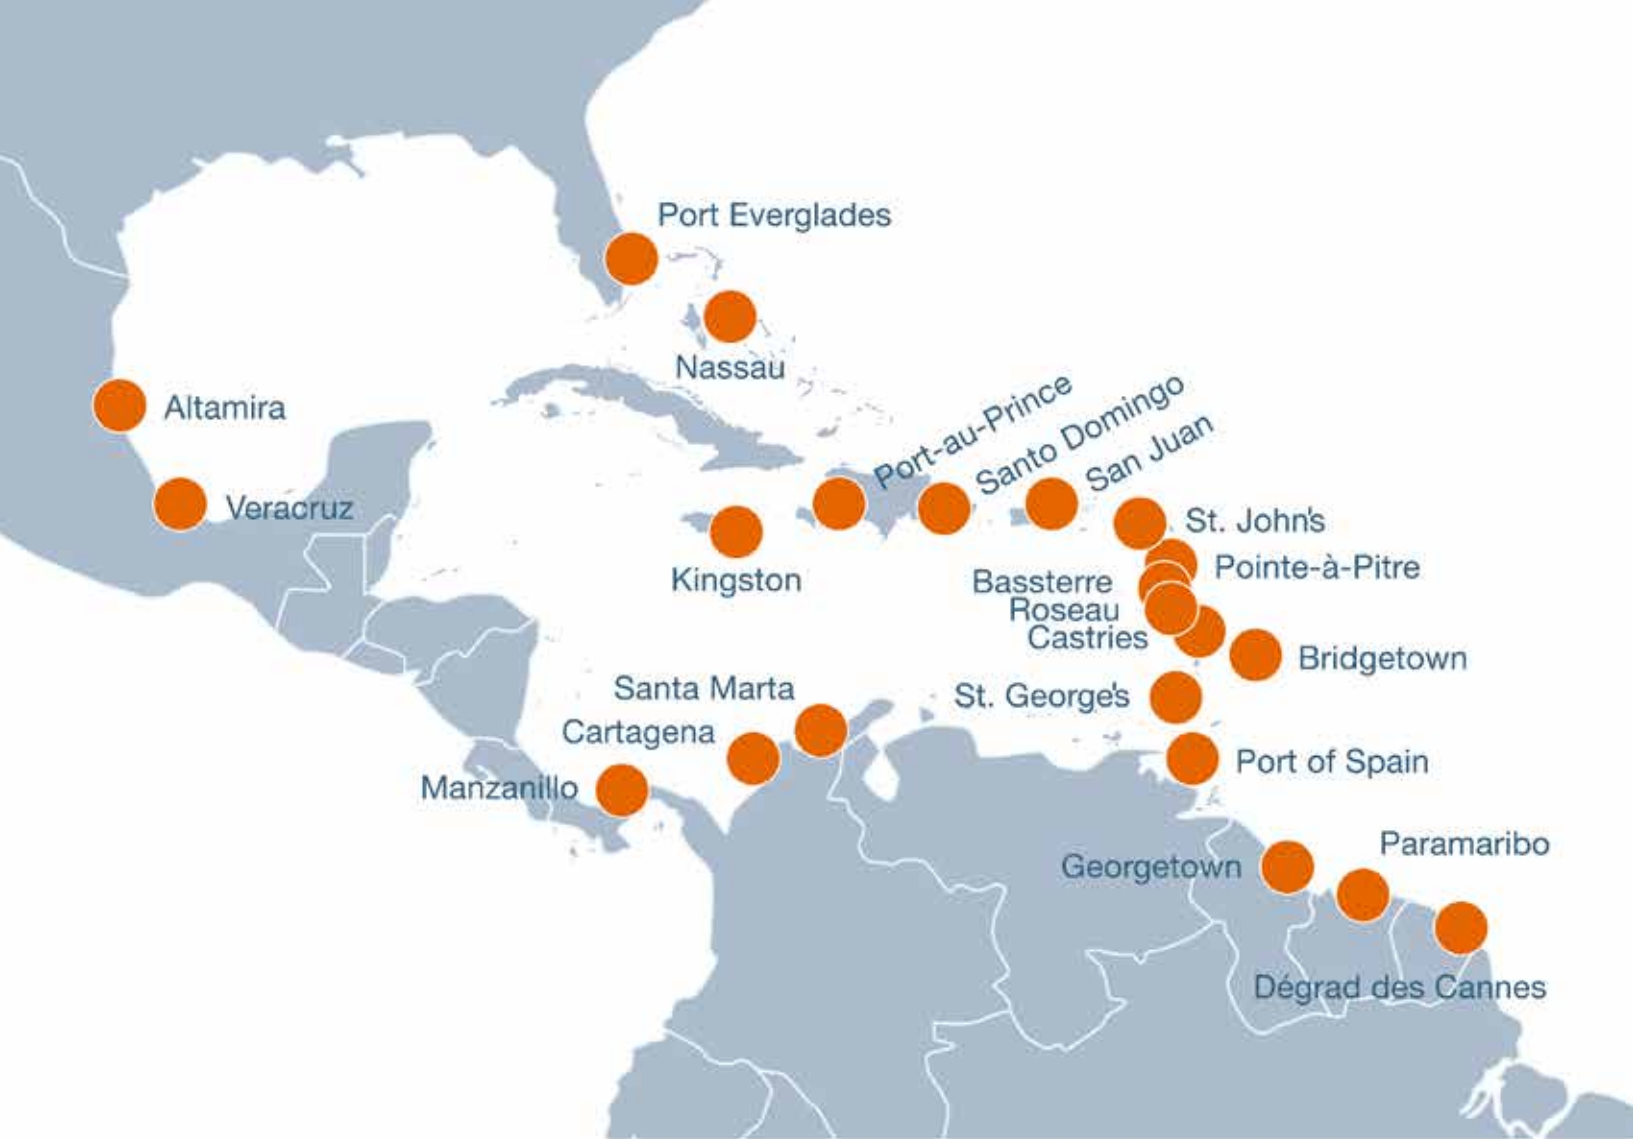 Port Everglades
Nassau
Port-au-Prince
Santo Domingo
San Juan
Altamira
Veracruz
St. John's
Pointe-à-Pitre
Kingston
Bassterre
Roseau
Castries
Bridgetown
Santa Marta
St. George's
Cartagena
Port of Spain
Manzanillo
Paramaribo
Georgetown
Dégrad des Cannes